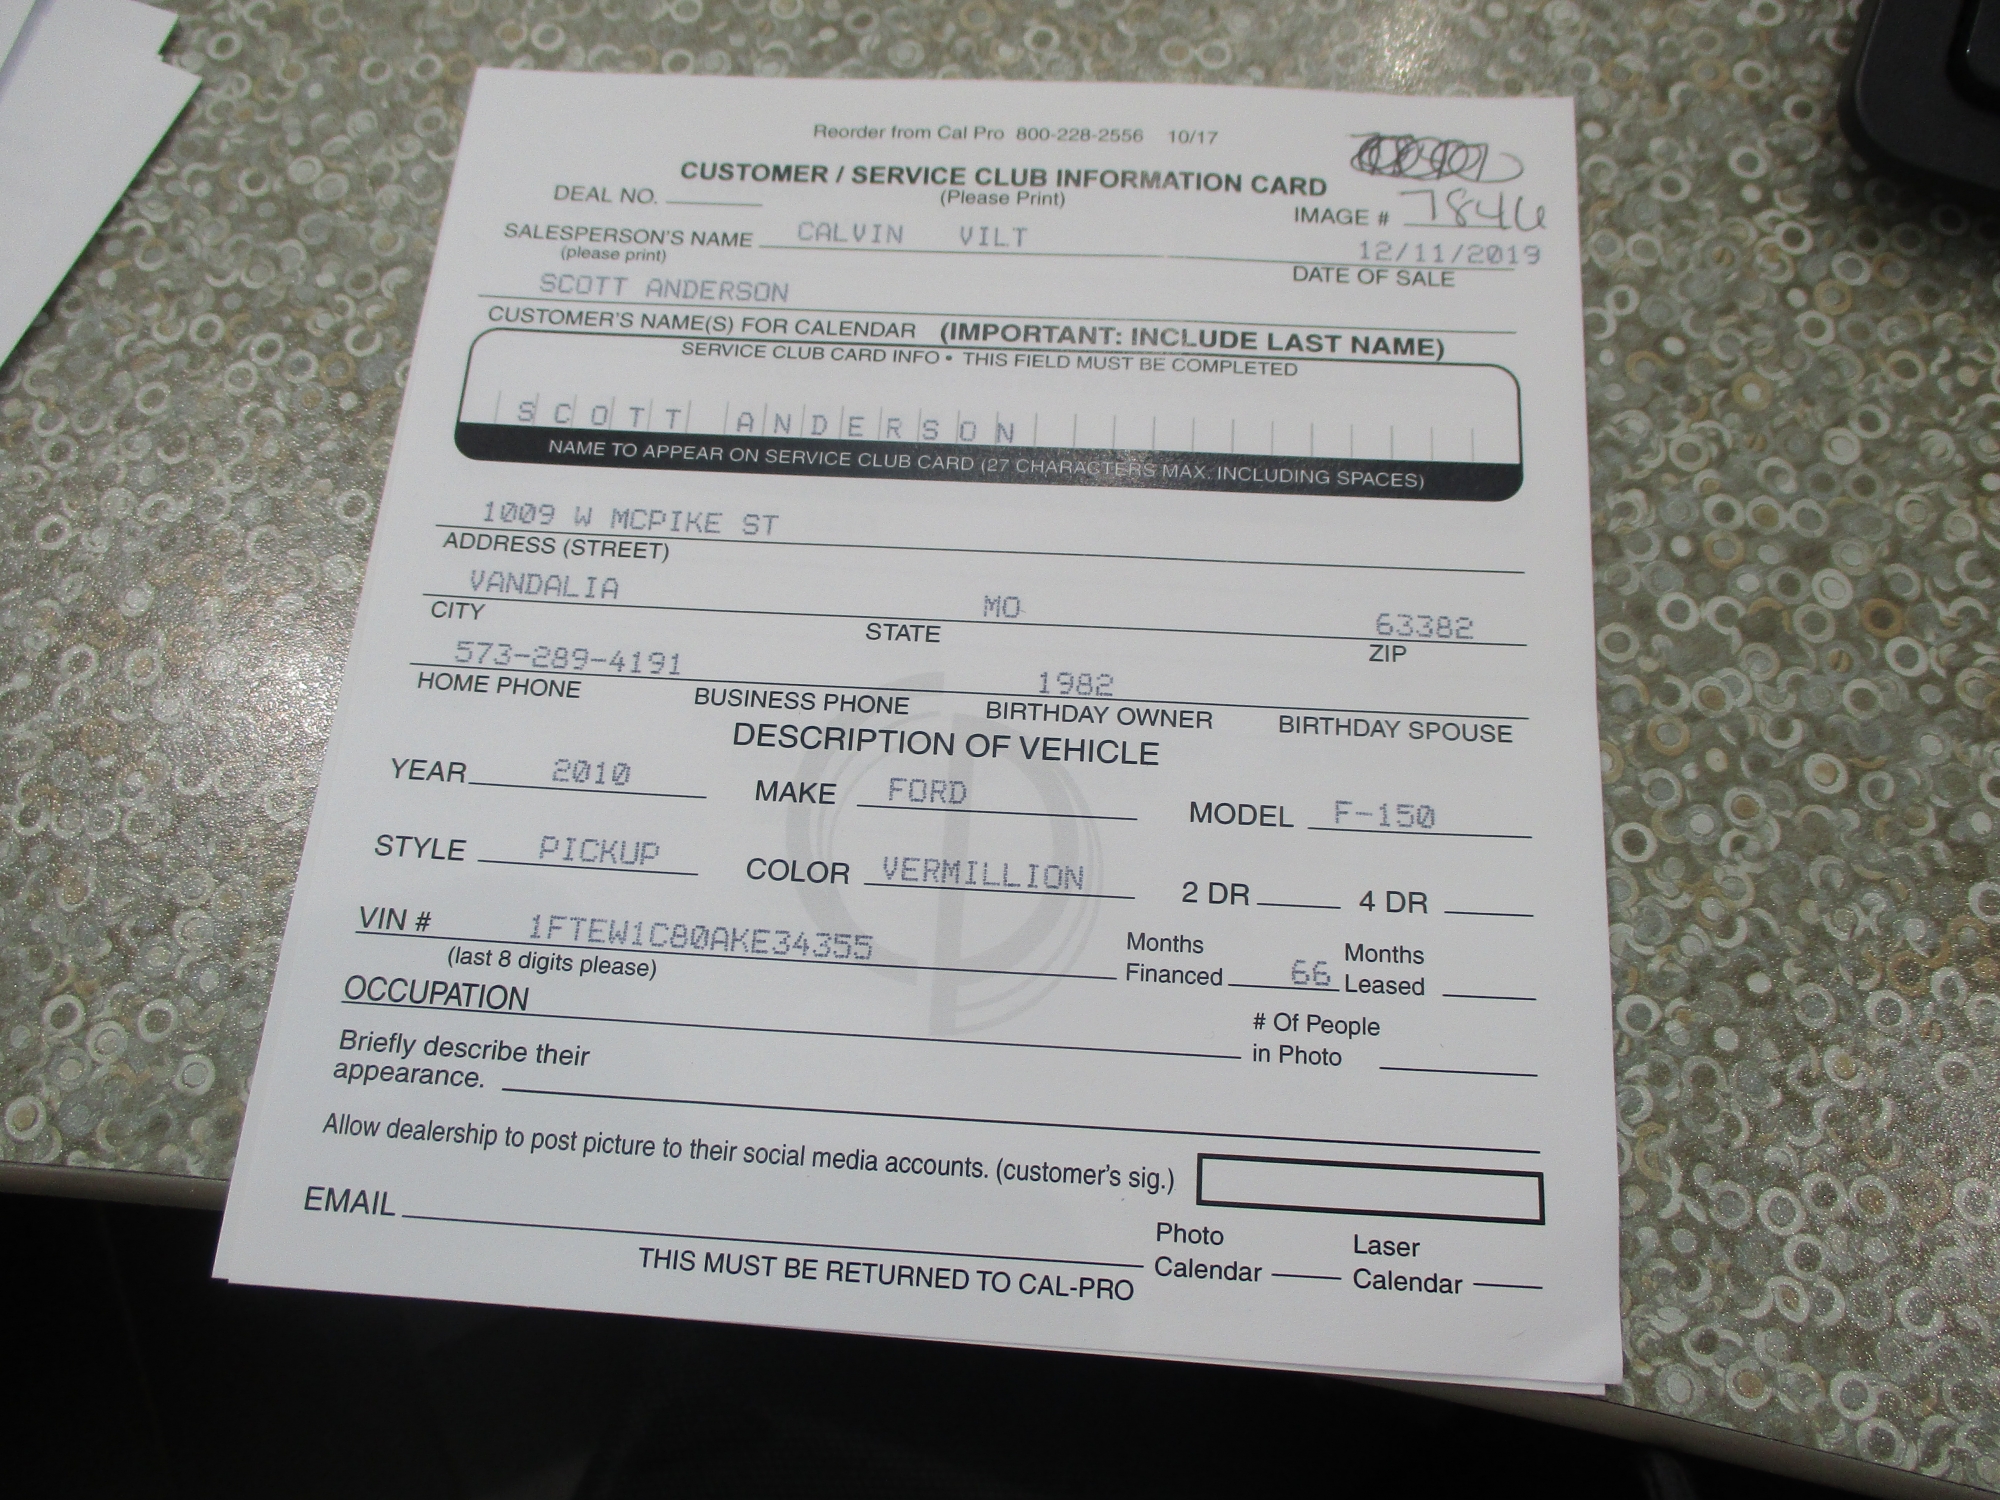 Reorder from Cal Pro 800-228-2556 10/17
CUSTOMER / SERVICE CLUB INFORMATION CARD
(Please Print)
DEAL NO.
IMAGE # 7846
SALESPERSON'S NAME CALVIN VILT
(please print)
12/11/2019
DATE OF SALE
SCOTT ANDERSON
CUSTOMER'S NAME(S) FOR CALENDAR (IMPORTANT: INCLUDE LAST NAME)
SERVICE CLUB CARD INFO • THIS FIELD MUST BE COMPLETED
SCOTT ANDERSON
NAME TO APPEAR ON SERVICE CLUB CARD (27 CHARACTERS MAX. INCLUDING SPACES)
1009 W MCPIKE ST
ADDRESS (STREET)
VANDALIA MO 63382
CITY STATE ZIP
573-289-4191 1982
HOME PHONE BUSINESS PHONE BIRTHDAY OWNER BIRTHDAY SPOUSE
DESCRIPTION OF VEHICLE
YEAR 2010 MAKE FORD MODEL F-150
STYLE PICKUP COLOR VERMILLION 2 DR 4 DR
VIN # 1FTEW1C80AKE34355
(last 8 digits please)
Months Financed 66 Months Leased
OCCUPATION
# Of People in Photo
Briefly describe their
appearance.
Allow dealership to post picture to their social media accounts. (customer's sig.)
EMAIL
Photo Calendar Laser Calendar
THIS MUST BE RETURNED TO CAL-PRO